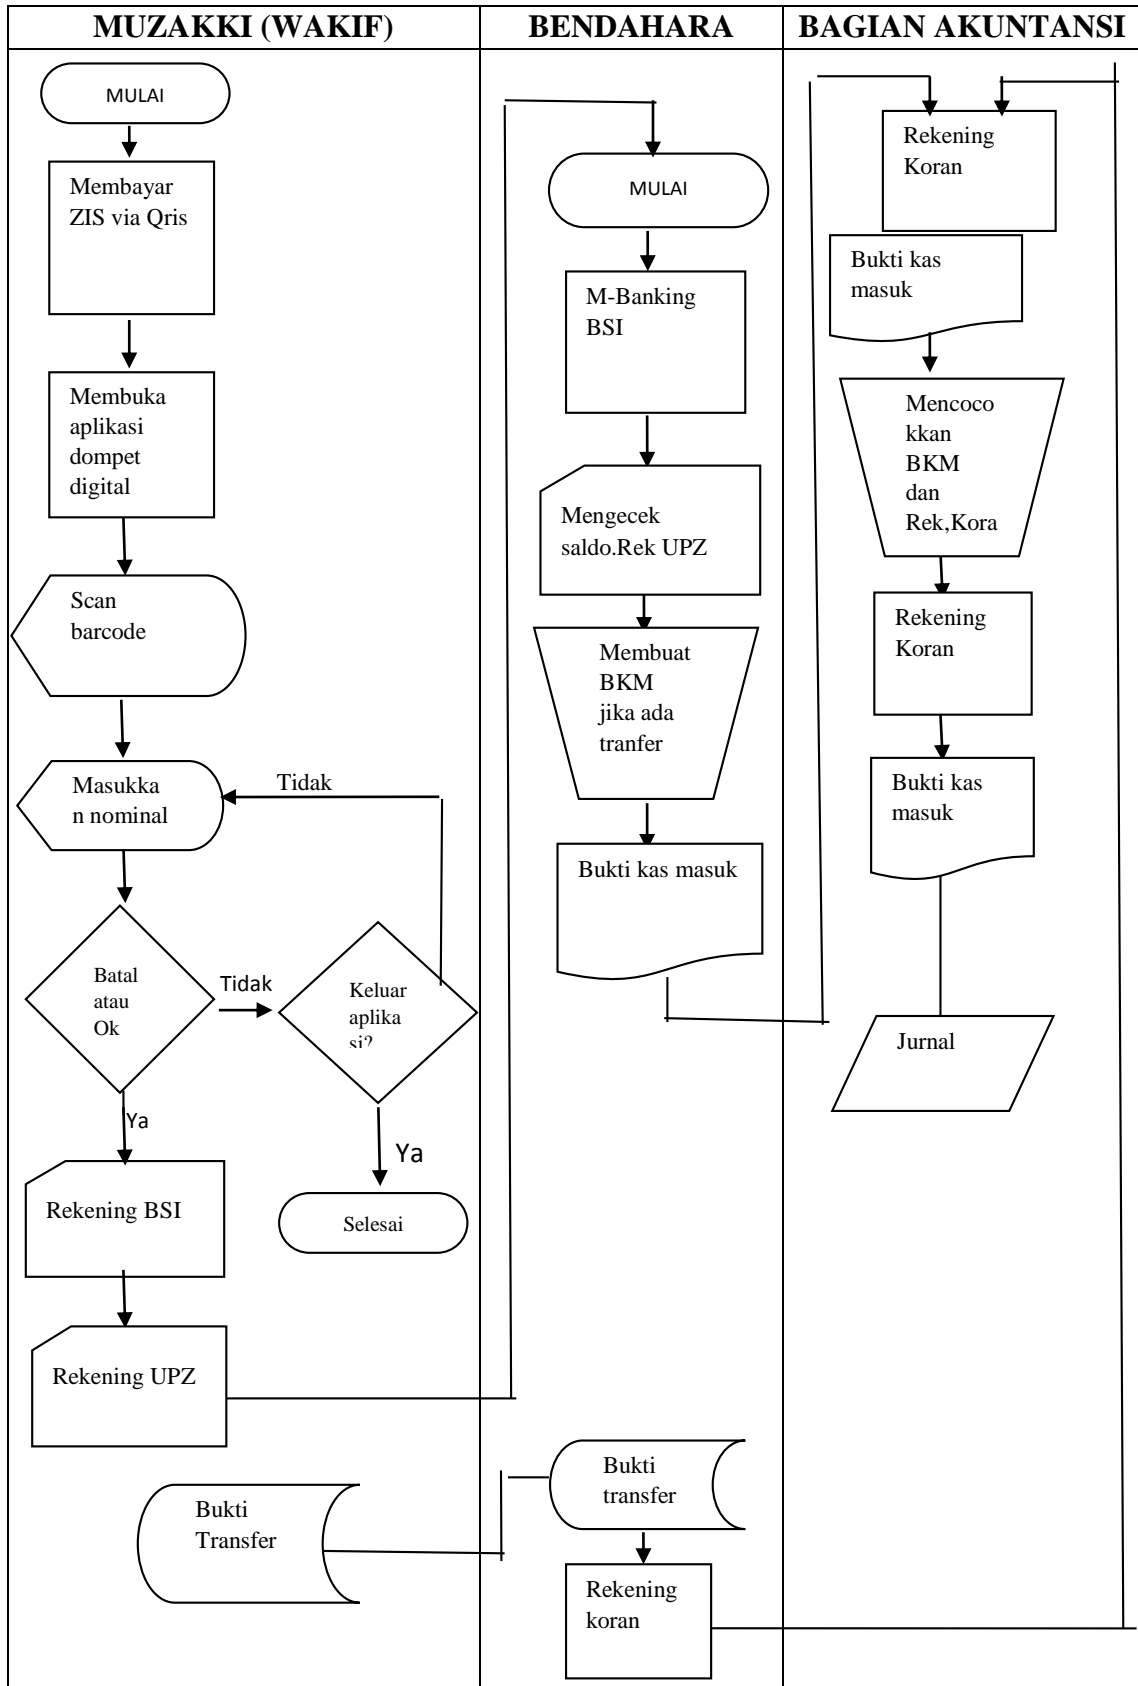 MUZAKKI (WAKIF)
BENDAHARA
BAGIAN AKUNTANSI
MULAI
Membayar
ZIS via Qris
Membuka
aplikasi
dompet
digital
Scan
barcode
Masukka
n nominal
Tidak
Batal
atau
Ok
Tidak
Keluar
aplika
si?
Ya
Ya
Rekening BSI
Selesai
Rekening UPZ
Bukti
Transfer
MULAI
M-Banking
BSI
Mengecek
saldo.Rek UPZ
Membuat
BKM
jika ada
tranfer
Bukti kas masuk
Bukti
transfer
Rekening
koran
Rekening
Koran
Bukti kas
masuk
Mencoco
kkan
BKM
dan
Rek,Kora
Rekening
Koran
Bukti kas
masuk
Jurnal